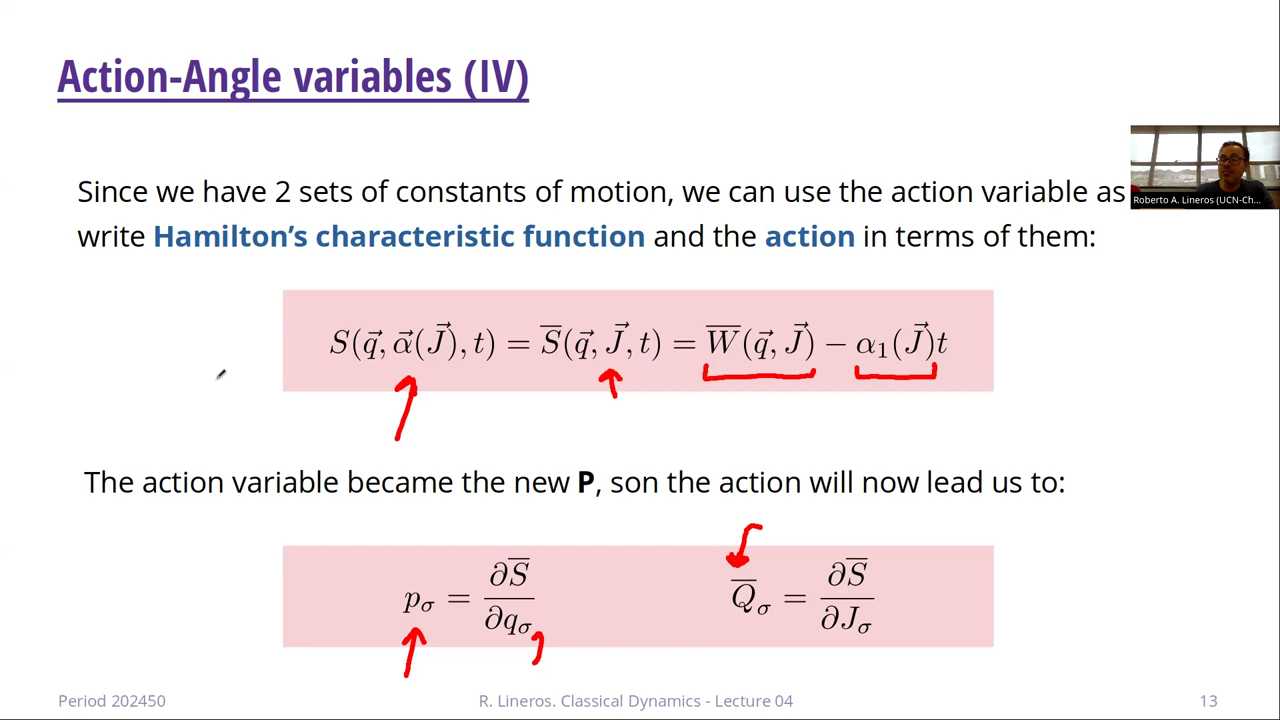 Action-Angle variables (IV)
Since we have 2 sets of constants of motion, we can use the action variable as
write Hamilton's characteristic function and the action in terms of them:
Roberto A. Lineros (UCN-Ch...
S(q⃗, α⃗(J⃗), t) = S̅(q⃗, J⃗, t) = W̅(q⃗, J⃗) − α₁(J⃗)t
The action variable became the new P, son the action will now lead us to:
p_σ = ∂S̅/∂q_σ Q̅_σ = ∂S̅/∂J_σ
Period 202450 R. Lineros. Classical Dynamics - Lecture 04 13